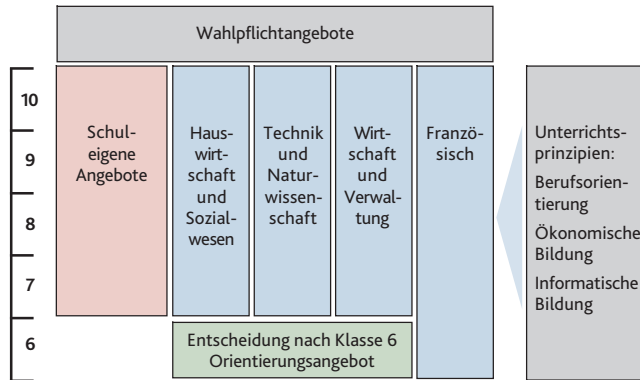 Wahlpflichtangebote
10
9
8
7
6
Schul-
eigene
Angebote
Haus-
wirt-
schaft
und
Sozial-
wesen
Technik
und
Natur-
wissen-
schaft
Wirt-
schaft und
Verwal-
tung
Franzö-
sisch
Entscheidung nach Klasse 6
Orientierungsangebot
Unterrichts-
prinzipien:
Berufsorien-
tierung
Ökonomische
Bildung
Informatische
Bildung